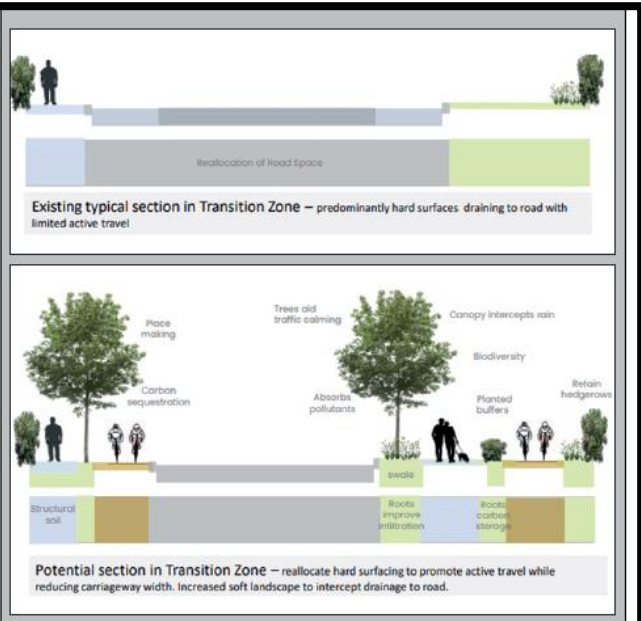 Reallocation of Road Space
Existing typical section in Transition Zone – predominantly hard surfaces draining to road with
limited active travel
Place
making
Trees aid
traffic calming
Canopy intercepts rain
Biodiversity
Carbon
sequestration
Absorbs
pollutants
Planted
buffers
Retain
hedgerows
swale
Structural
soil
Roots
improve
infiltration
Roots
carbon
storage
Potential section in Transition Zone – reallocate hard surfacing to promote active travel while
reducing carriageway width. Increased soft landscape to intercept drainage to road.